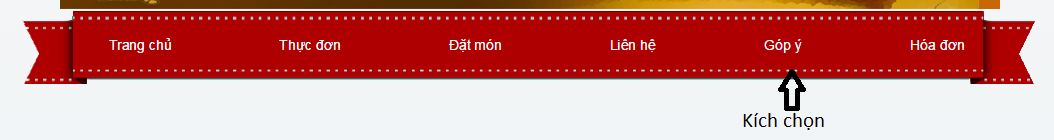 Trang chủ Thực đơn Đặt món Liên hệ Góp ý Hóa đơn
Kích chọn